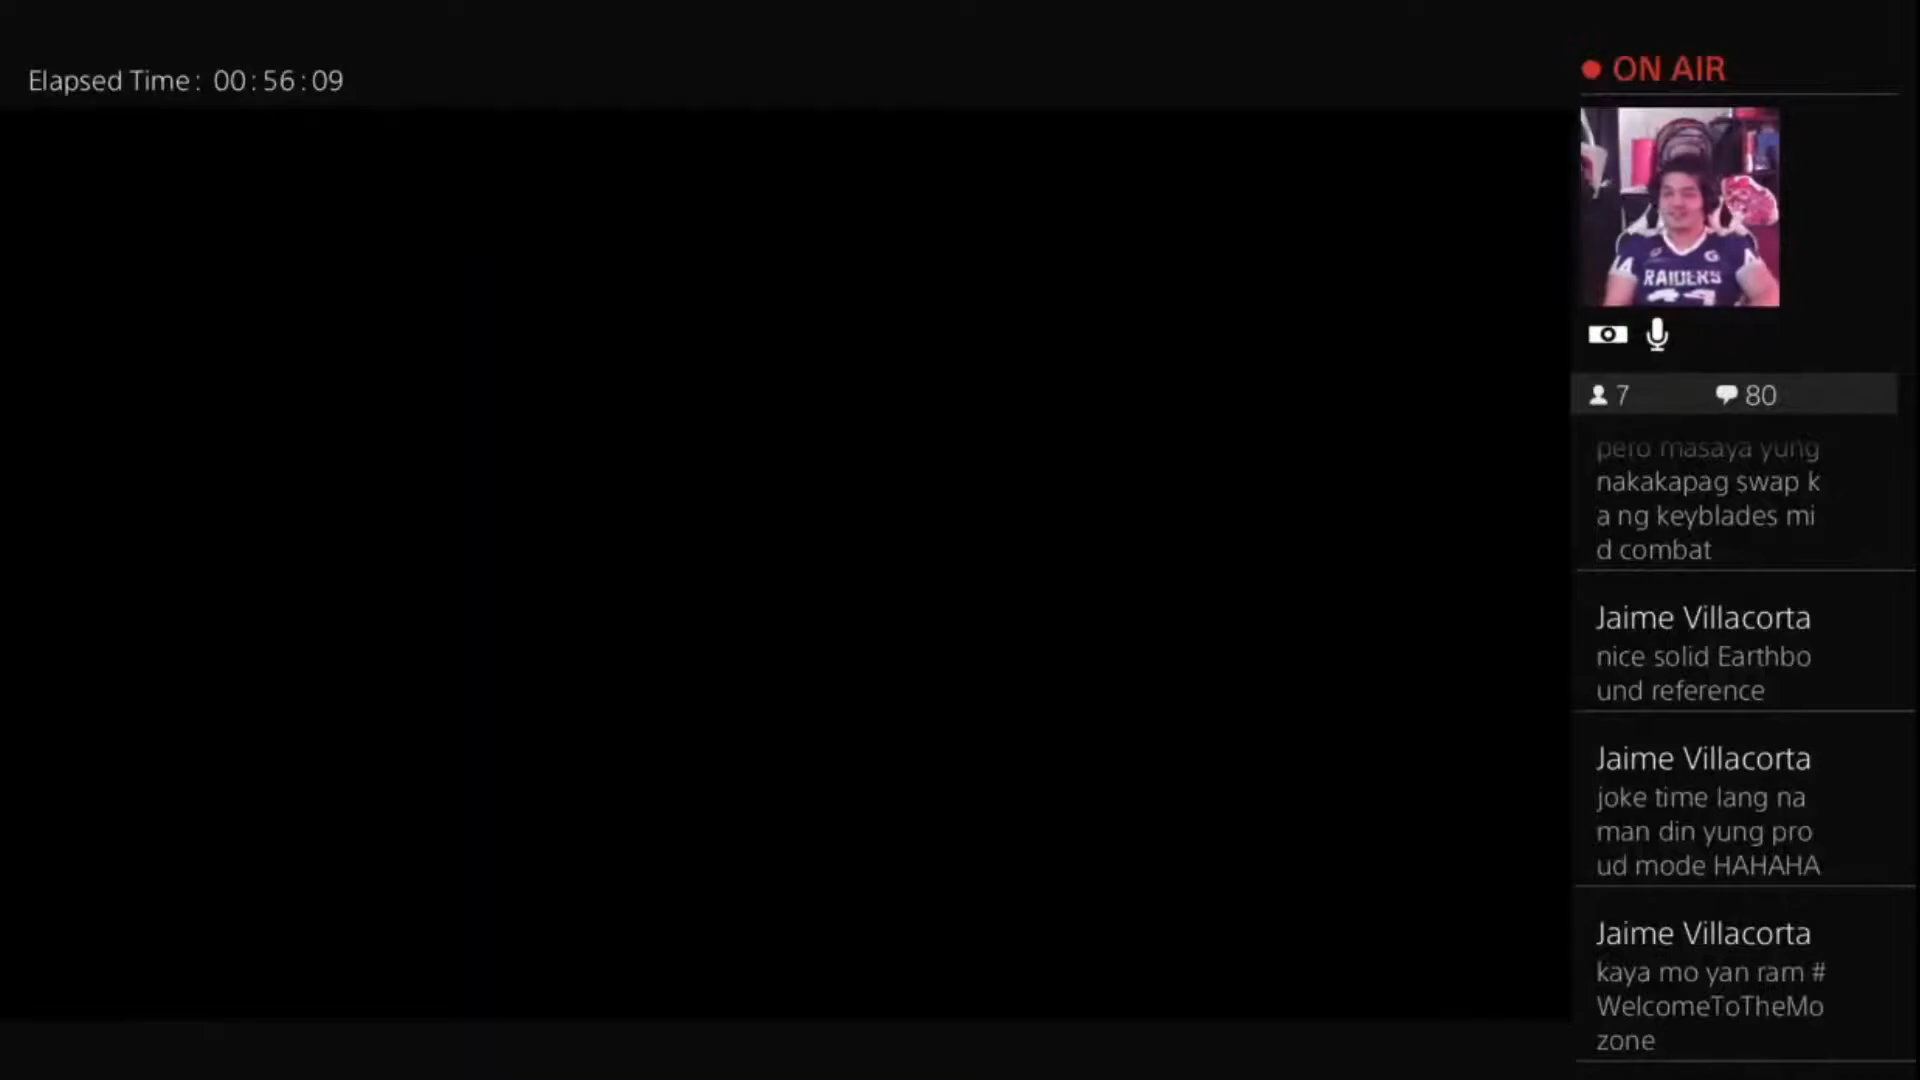 Elapsed Time: 00:56:09
ON AIR
RAIDERS
7 80
pero masaya yung
nakakapag swap k
a ng keyblades mi
d combat
Jaime Villacorta
nice solid Earthbo
und reference
Jaime Villacorta
joke time lang na
man din yung pro
ud mode HAHAHA
Jaime Villacorta
kaya mo yan ram #
WelcomeToTheMo
zone